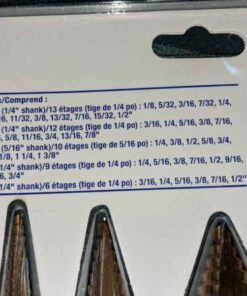 s/Comprend :
(1/4" shank)/13 étages (tige de 1/4 po) : 1/8, 5/32, 3/16, 7/32, 1/4,
16, 11/32, 3/8, 13/32, 7/16, 15/32, 1/2"
(1/4" shank)/12 étages (tige de 1/4 po) : 3/16, 1/4, 5/16, 3/8, 7/16,
, 5/8, 11/16, 3/4, 13/16, 7/8"
(5/16" shank)/10 étages (tige de 5/16 po) : 1/4, 3/8, 1/2, 5/8, 3/4,
1/8, 1 1/4, 1 3/8"
1/4" shank)/9 étages (tige de 1/4 po) : 1/4, 5/16, 3/8, 7/16, 1/2, 9/16,
16, 3/4"
1/4" shank)/6 étages (tige de 1/4 po) : 3/16, 1/4, 5/16, 3/8, 7/16, 1/2"